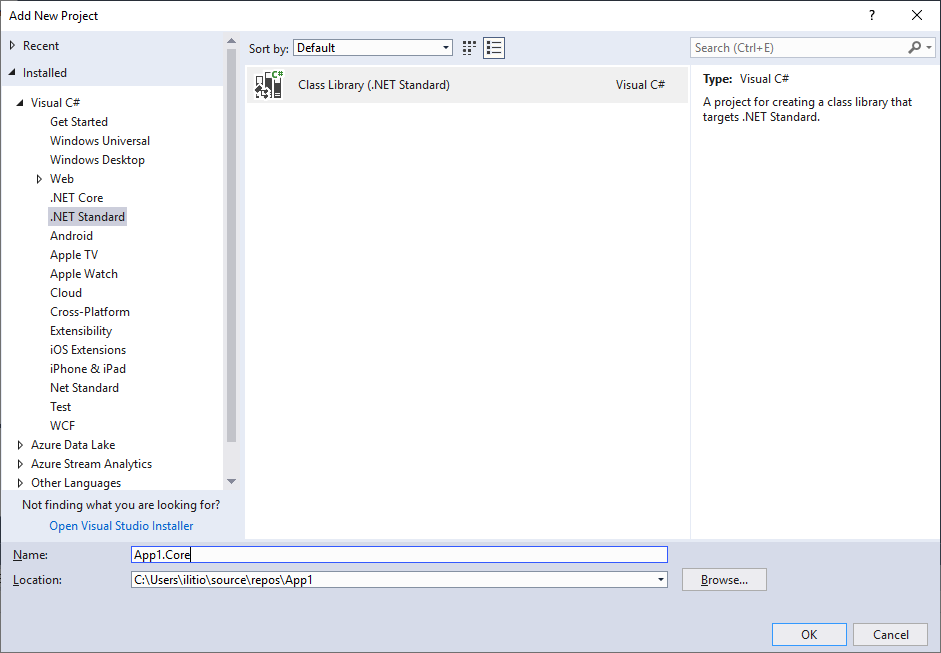 Add New Project
?
Recent
Installed
Visual C#
Get Started
Windows Universal
Windows Desktop
Web
.NET Core
.NET Standard
Android
Apple TV
Apple Watch
Cloud
Cross-Platform
Extensibility
iOS Extensions
iPhone & iPad
Net Standard
Test
WCF
Azure Data Lake
Azure Stream Analytics
Other Languages
Not finding what you are looking for?
Open Visual Studio Installer
Sort by: Default
C#
Class Library (.NET Standard) Visual C#
Search (Ctrl+E)
Type: Visual C#
A project for creating a class library that
targets .NET Standard.
Name: App1.Core
Location: C:\Users\ilitio\source\repos\App1
Browse...
OK Cancel